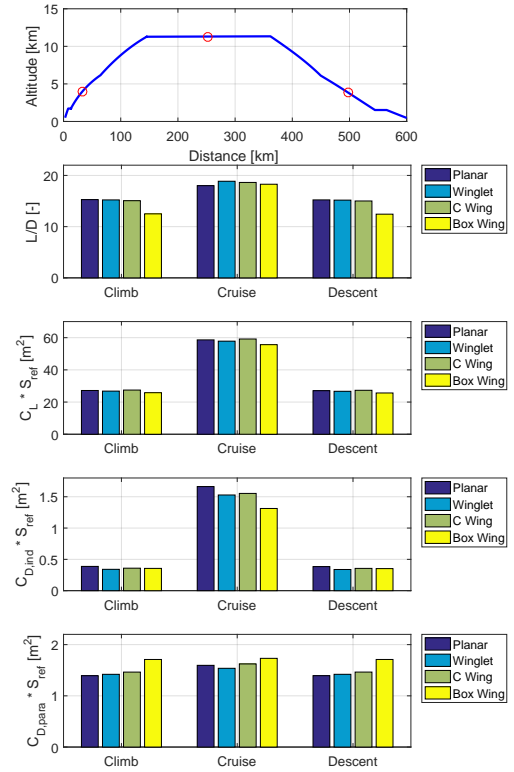 15
10
5
0
Altitude [km]
0 100 200 300 400 500 600
Distance [km]
20
10
0
L/D [-]
Climb Cruise Descent
Planar
Winglet
C Wing
Box Wing
60
40
20
0
C_L * S_ref [m²]
Climb Cruise Descent
Planar
Winglet
C Wing
Box Wing
1.5
1
0.5
0
C_D,ind * S_ref [m²]
Climb Cruise Descent
Planar
Winglet
C Wing
Box Wing
2
1
0
C_D,para * S_ref [m²]
Climb Cruise Descent
Planar
Winglet
C Wing
Box Wing